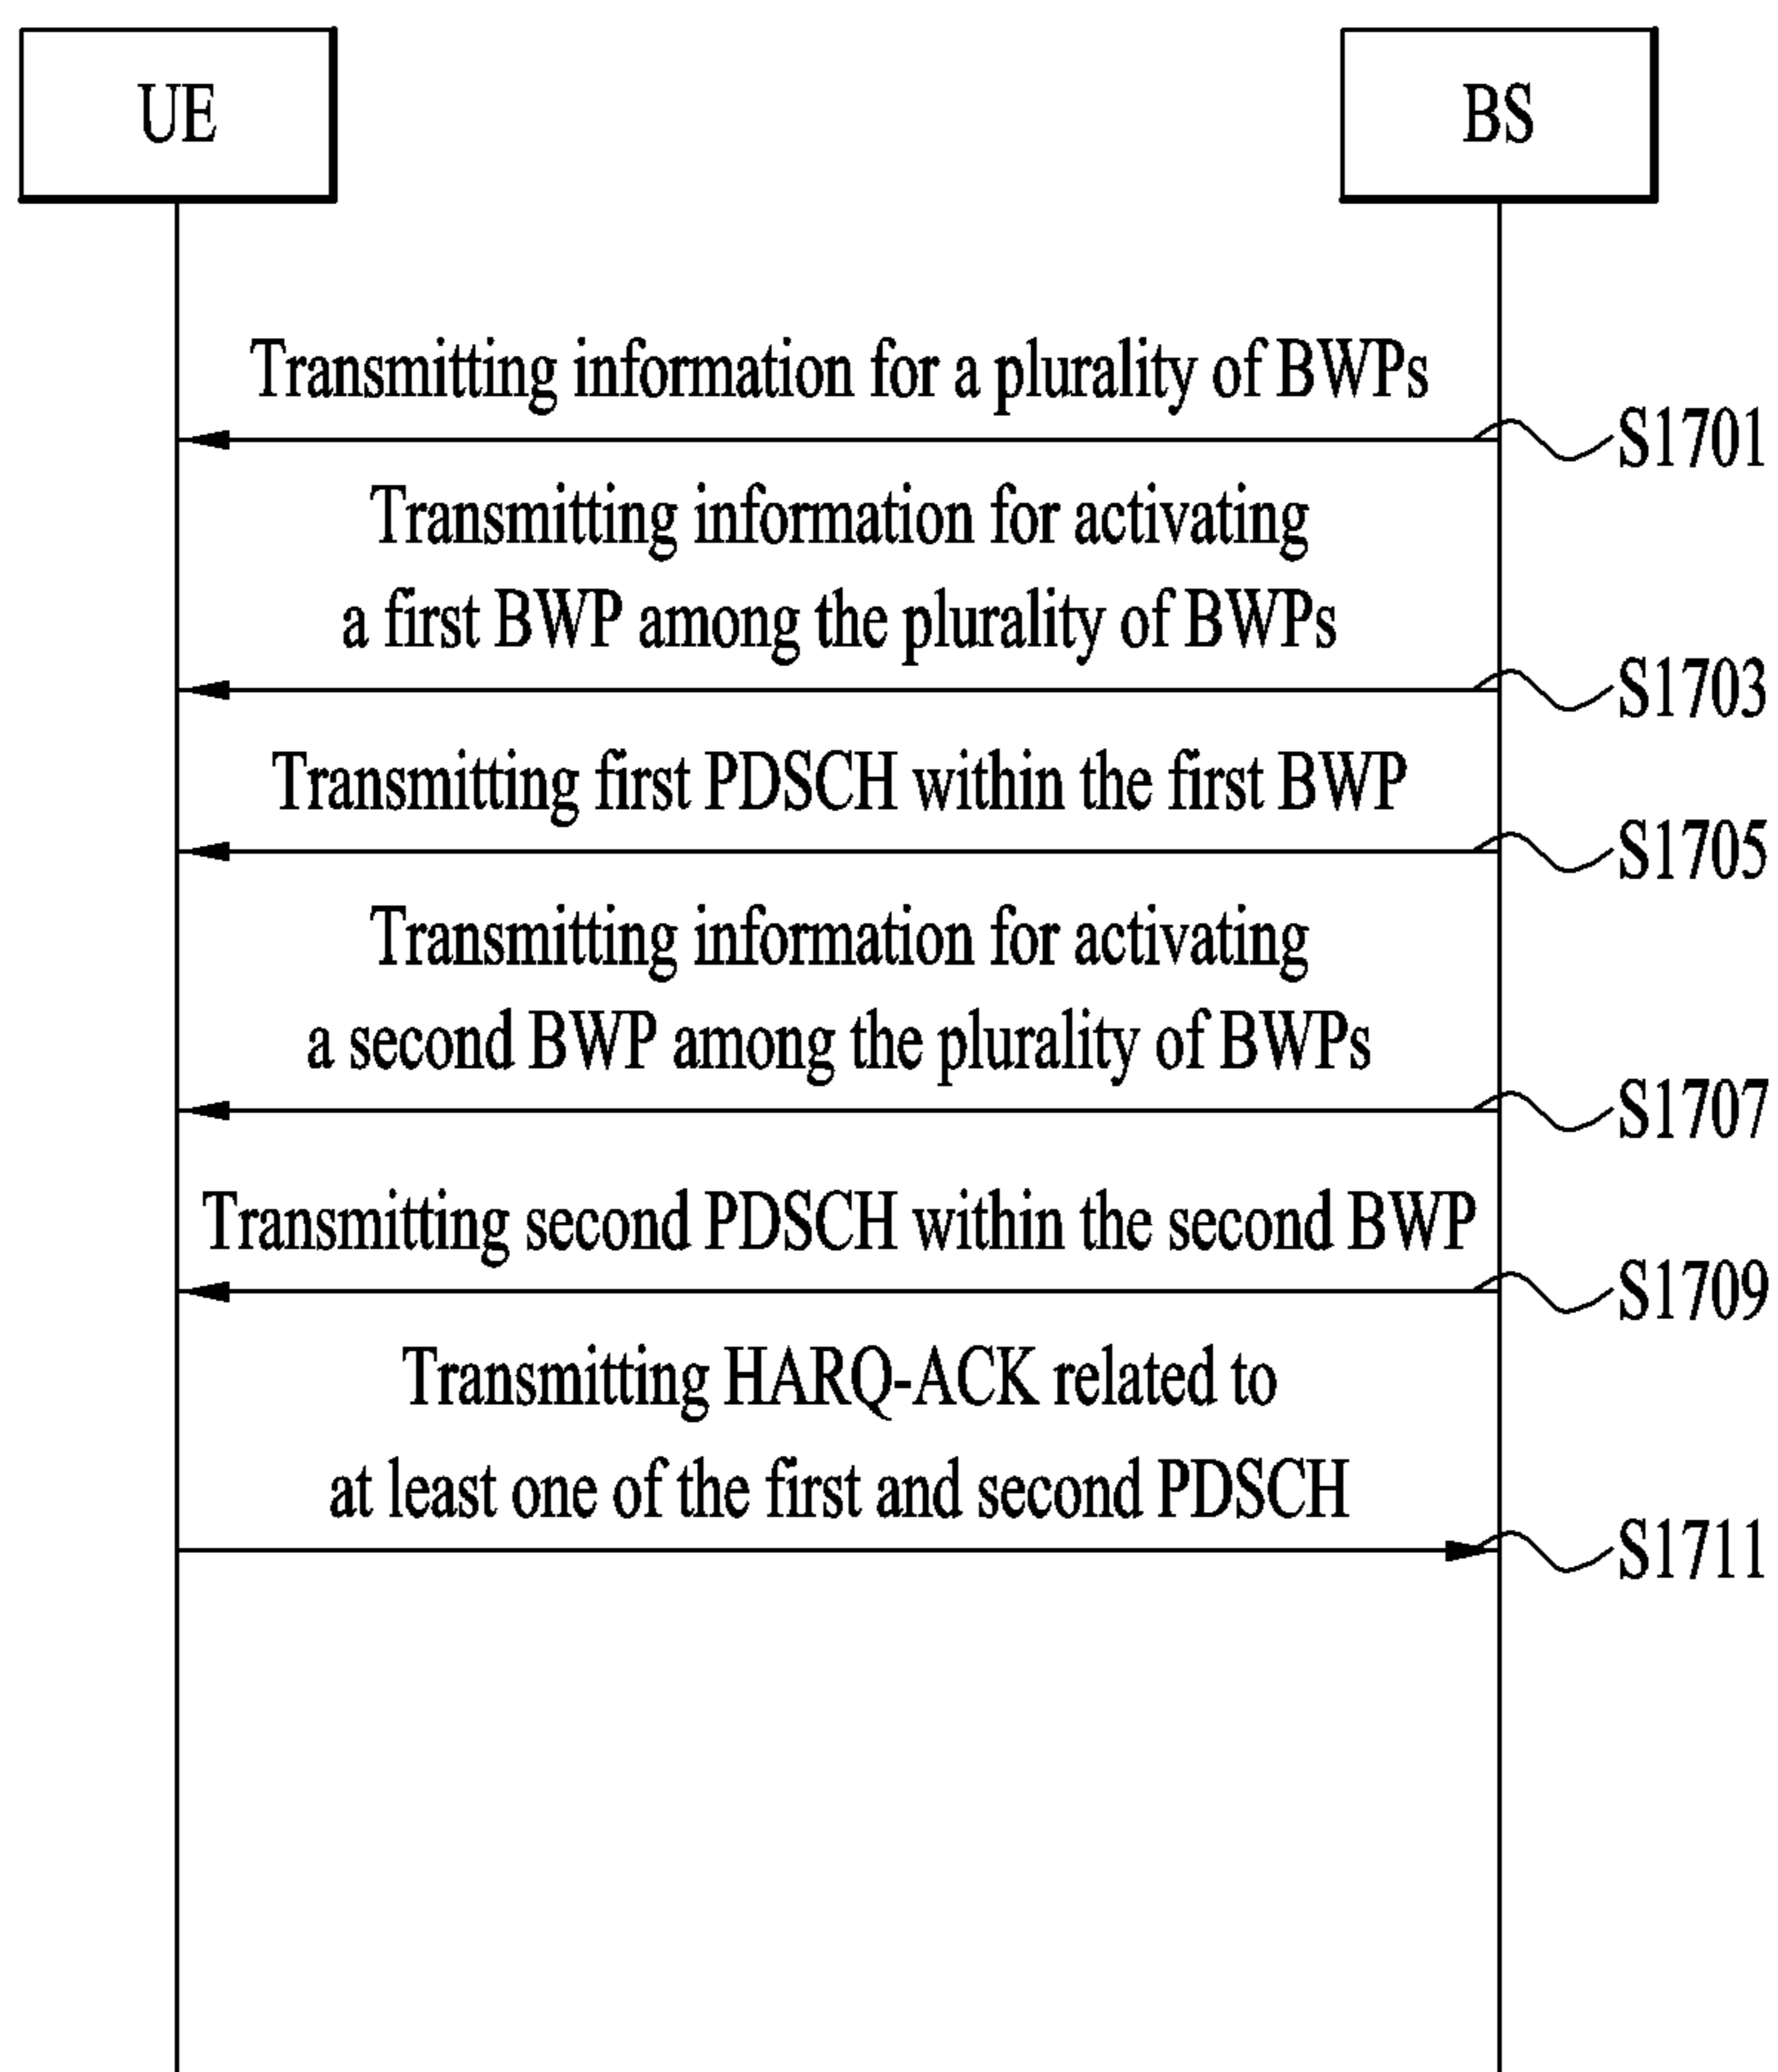 UE
BS
Transmitting information for a plurality of BWPs
S1701
Transmitting information for activating
a first BWP among the plurality of BWPs
S1703
Transmitting first PDSCH within the first BWP
S1705
Transmitting information for activating
a second BWP among the plurality of BWPs
S1707
Transmitting second PDSCH within the second BWP
S1709
Transmitting HARQ-ACK related to
at least one of the first and second PDSCH
S1711